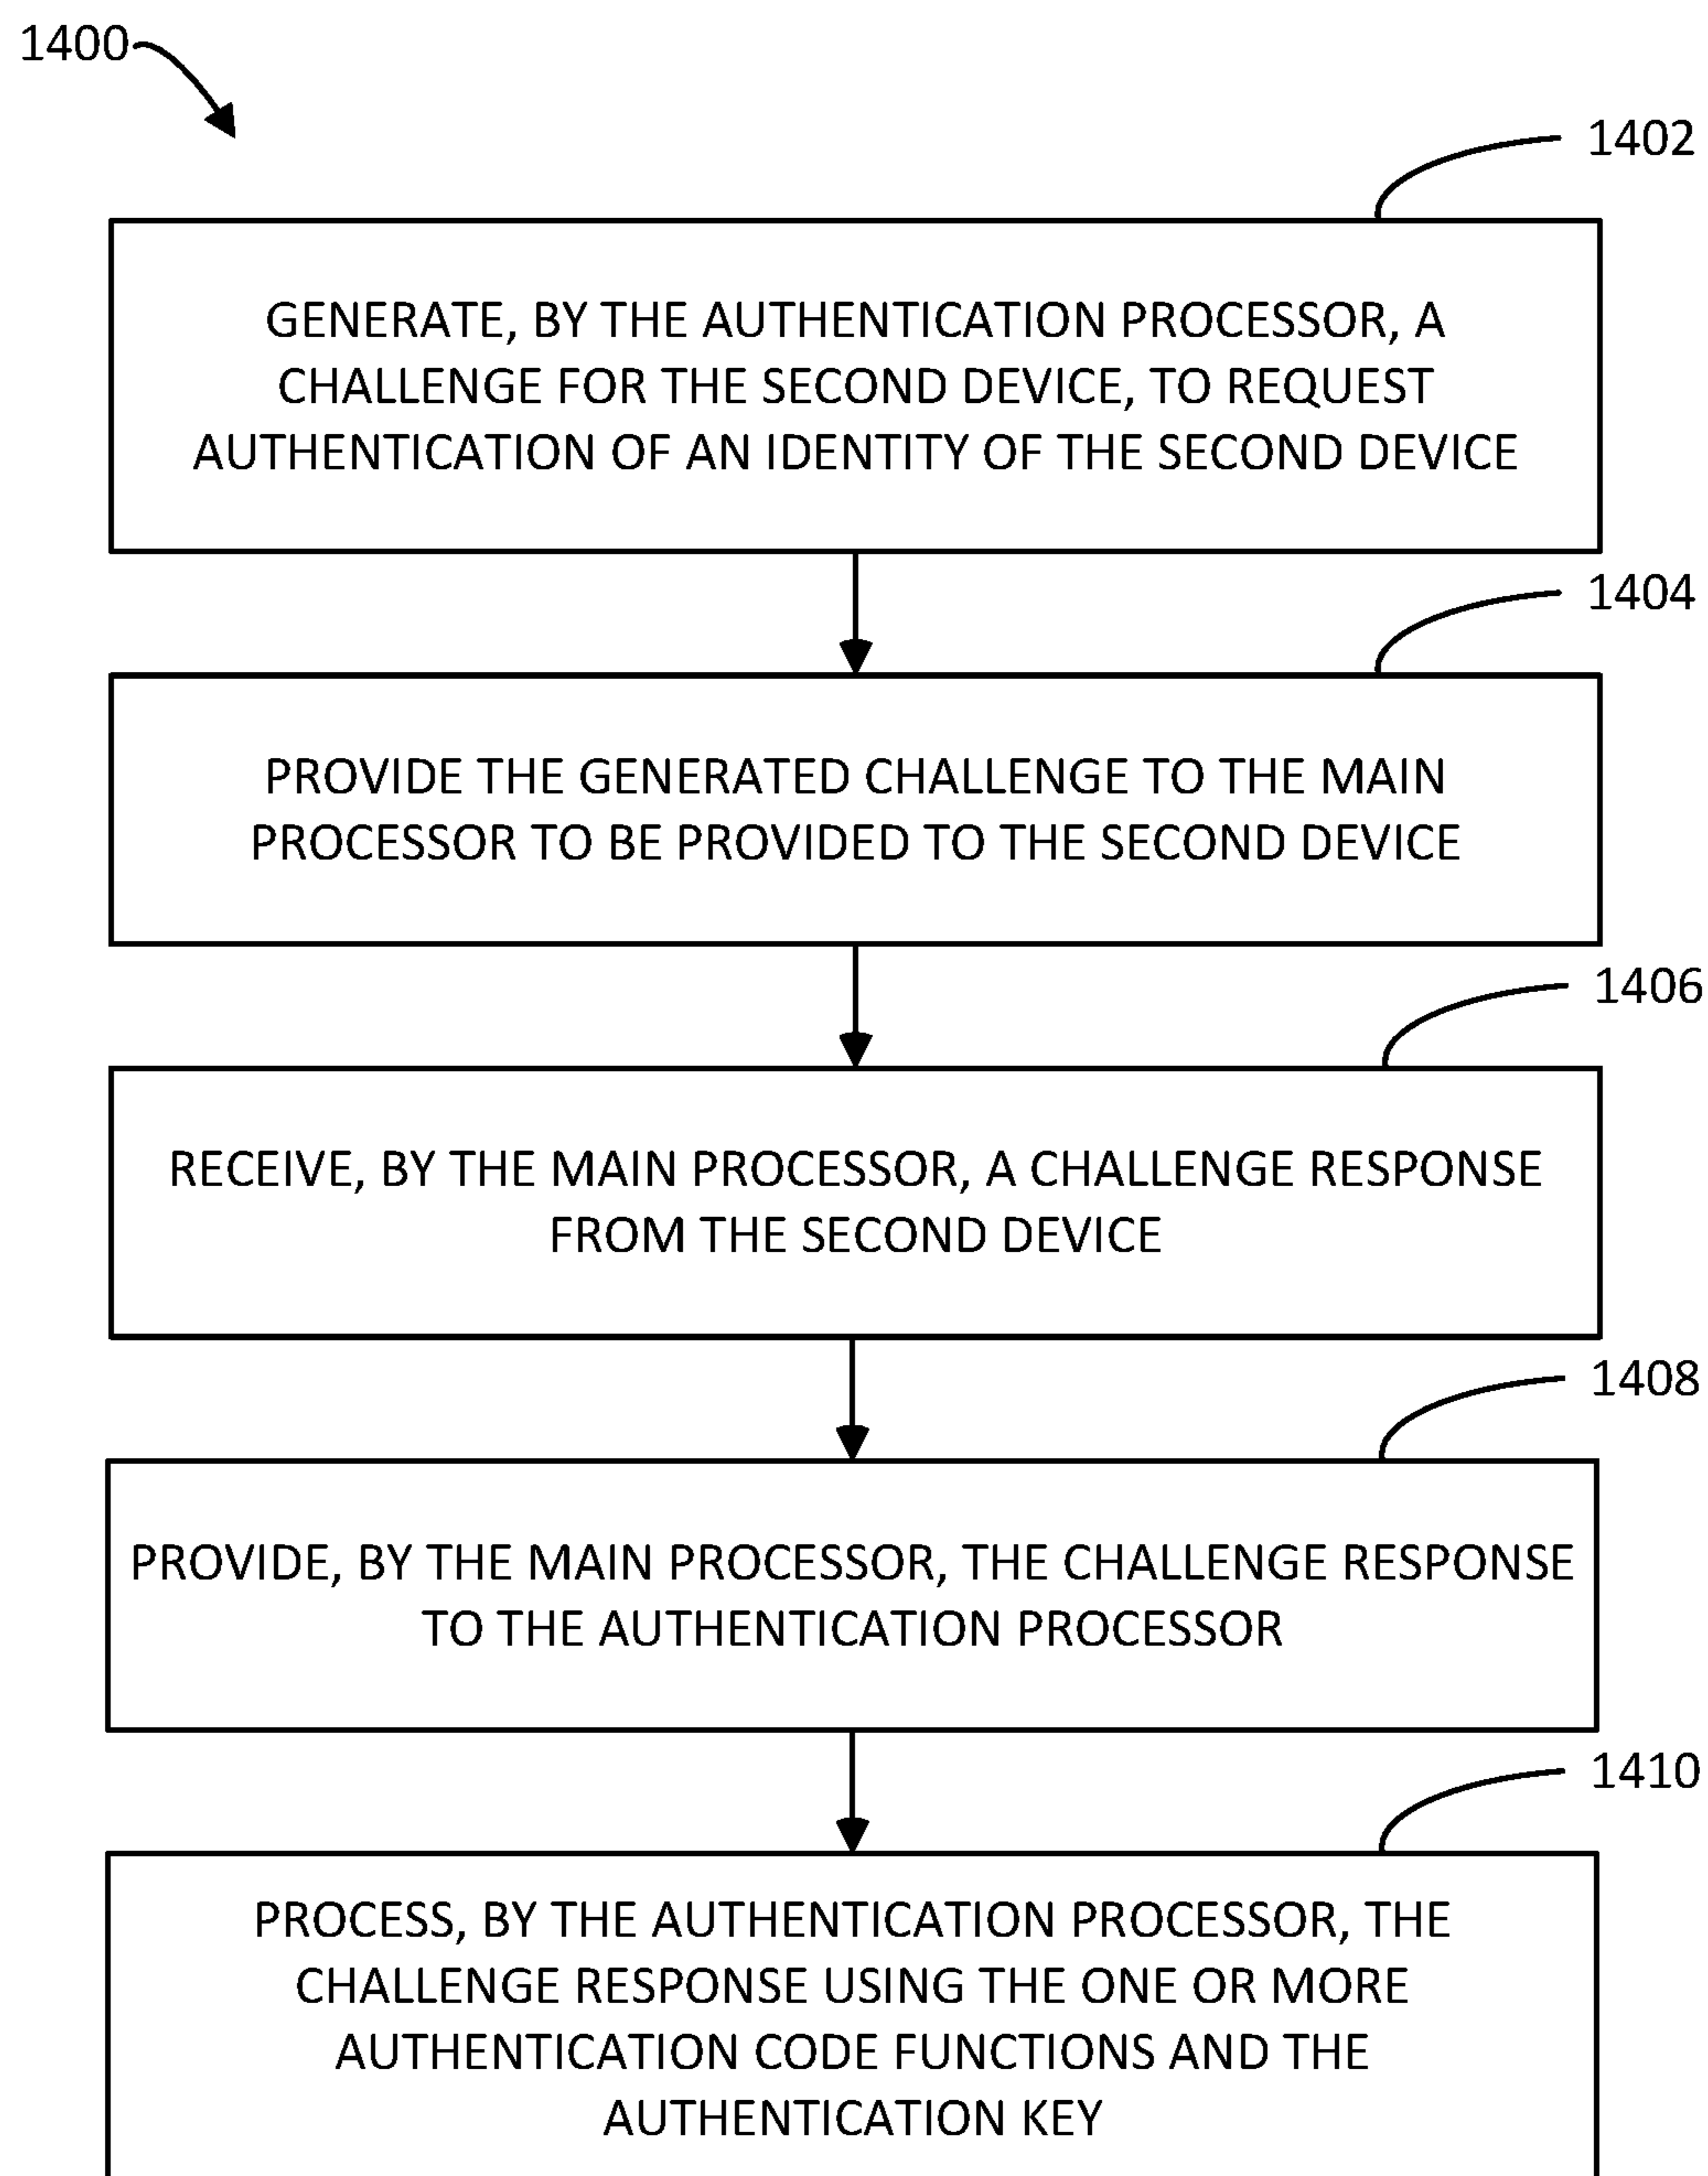 1400
1402
GENERATE, BY THE AUTHENTICATION PROCESSOR, A
CHALLENGE FOR THE SECOND DEVICE, TO REQUEST
AUTHENTICATION OF AN IDENTITY OF THE SECOND DEVICE
1404
PROVIDE THE GENERATED CHALLENGE TO THE MAIN
PROCESSOR TO BE PROVIDED TO THE SECOND DEVICE
1406
RECEIVE, BY THE MAIN PROCESSOR, A CHALLENGE RESPONSE
FROM THE SECOND DEVICE
1408
PROVIDE, BY THE MAIN PROCESSOR, THE CHALLENGE RESPONSE
TO THE AUTHENTICATION PROCESSOR
1410
PROCESS, BY THE AUTHENTICATION PROCESSOR, THE
CHALLENGE RESPONSE USING THE ONE OR MORE
AUTHENTICATION CODE FUNCTIONS AND THE
AUTHENTICATION KEY